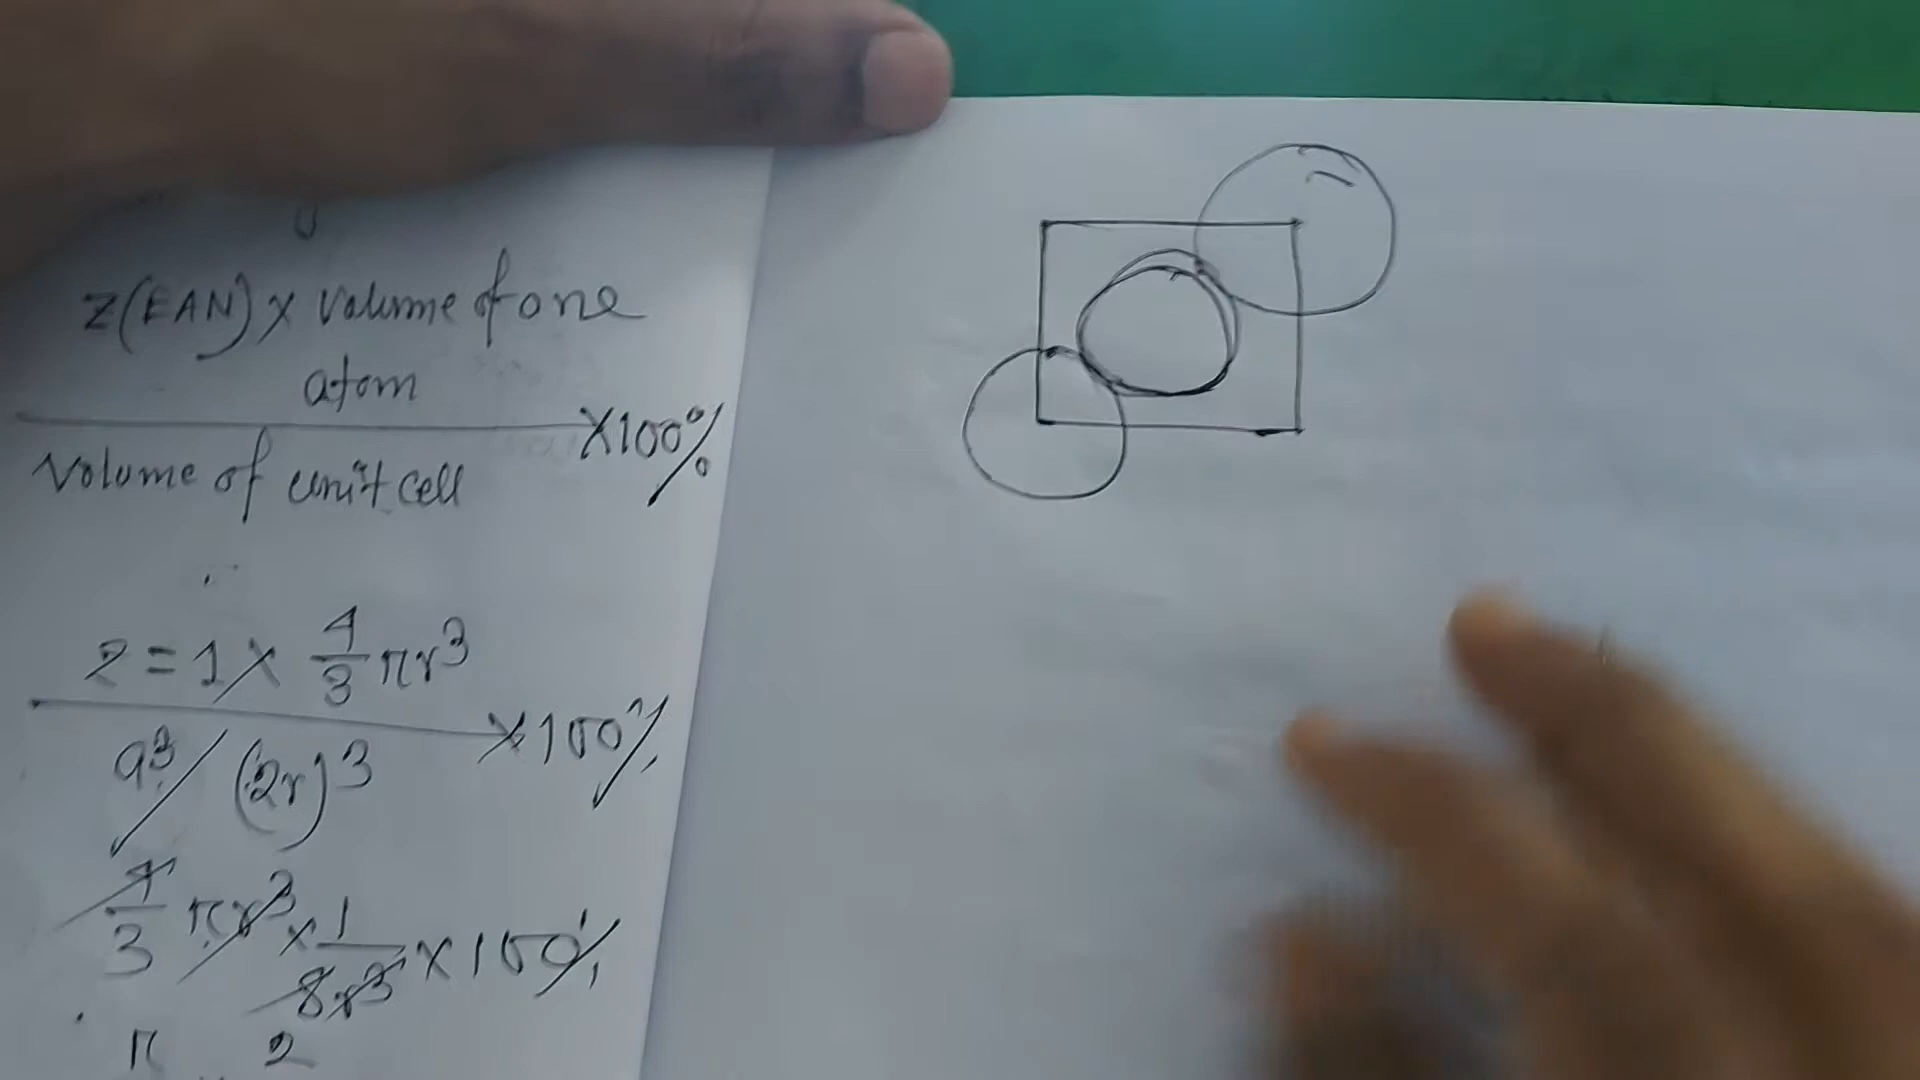 Z(EAN) X Volume of one
atom
X100%
Volume of unit cell
z = 1 X 4/3 πr³
X100%
a³/(2r)³
4/3 πr³ x 1/8r³ X 100%
π 2